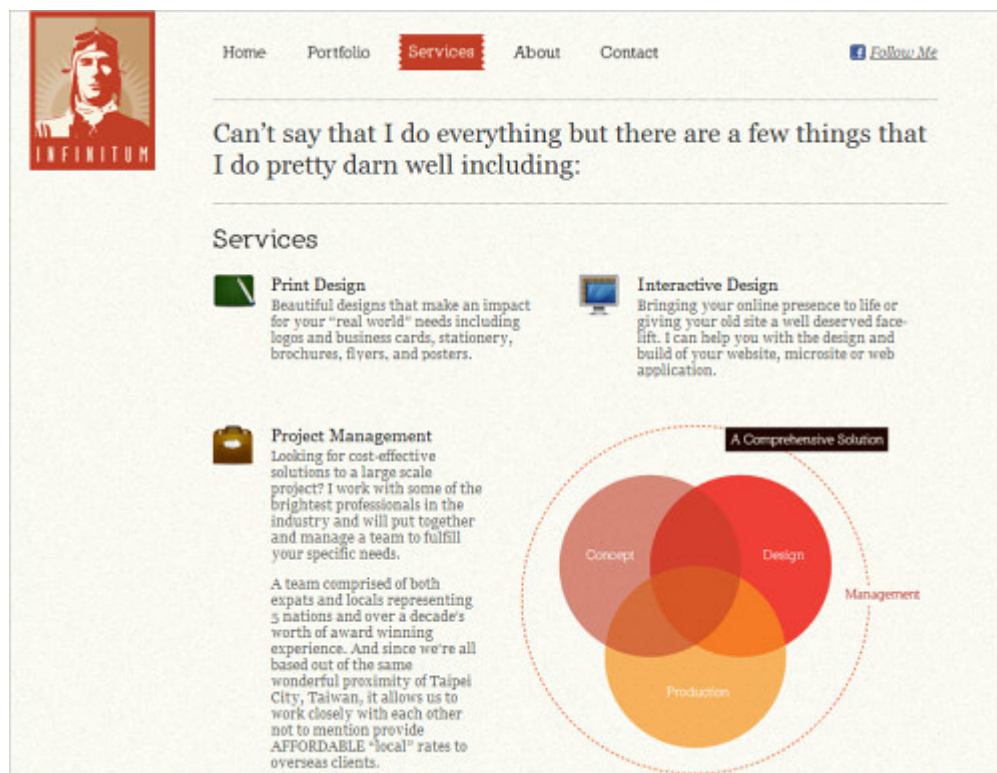 INFINITUM
Home Portfolio Services About Contact Follow Me
Can't say that I do everything but there are a few things that
I do pretty darn well including:
Services
Print Design
Beautiful designs that make an impact
for your "real world" needs including
logos and business cards, stationery,
brochures, flyers, and posters.
Interactive Design
Bringing your online presence to life or
giving your old site a well deserved face-
lift. I can help you with the design and
build of your website, microsite or web
application.
Project Management
Looking for cost-effective
solutions to a large scale
project? I work with some of the
brightest professionals in the
industry and will put together
and manage a team to fulfill
your specific needs.
A team comprised of both
expats and locals representing
5 nations and over a decade's
worth of award winning
experience. And since we're all
based out of the same
wonderful proximity of Taipei
City, Taiwan, it allows us to
work closely with each other
not to mention provide
AFFORDABLE "local" rates to
overseas clients.
A Comprehensive Solution
Concept
Design
Management
Production